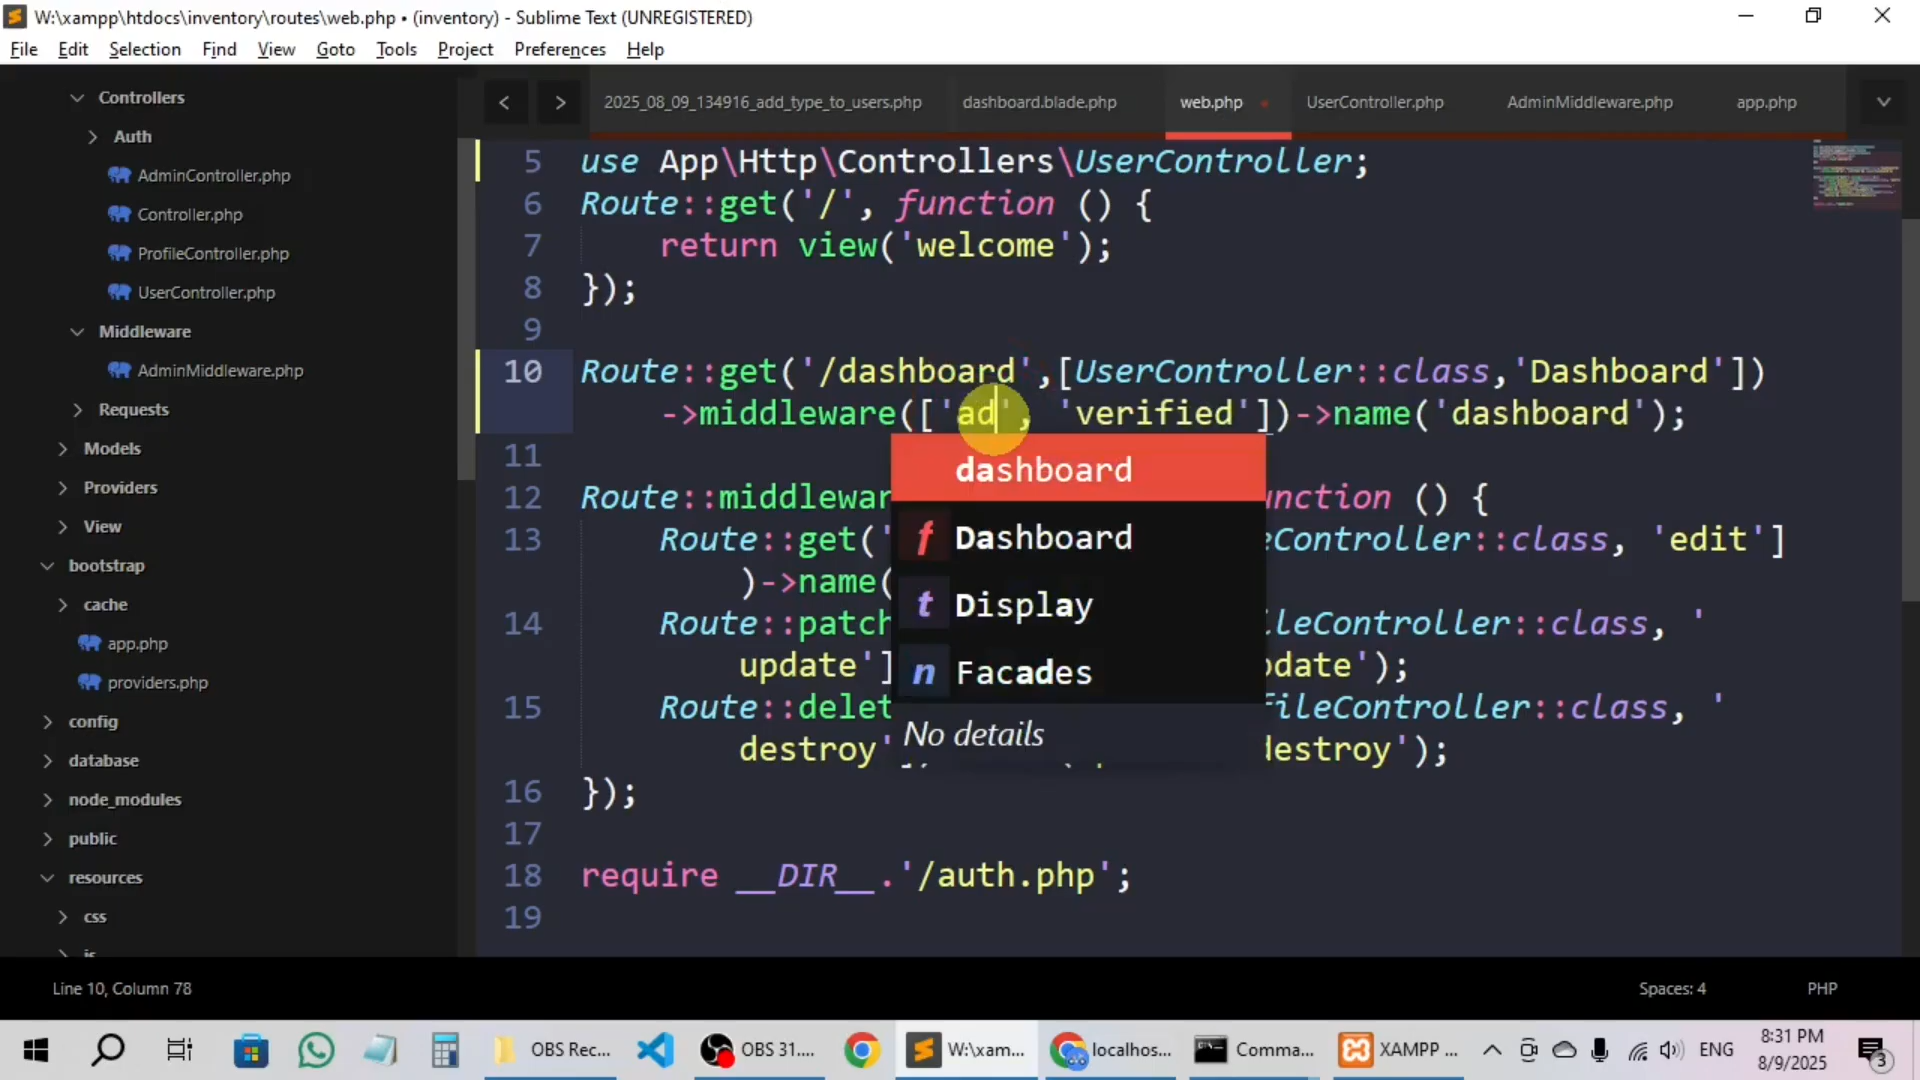 W:\xampp\htdocs\inventory\routes\web.php • (inventory) - Sublime Text (UNREGISTERED)
File Edit Selection Find View Goto Tools Project Preferences Help
Controllers
Auth
AdminController.php
Controller.php
ProfileController.php
UserController.php
Middleware
AdminMiddleware.php
Requests
Models
Providers
View
bootstrap
cache
app.php
providers.php
config
database
node_modules
public
resources
css
2025_08_09_134916_add_type_to_users.php dashboard.blade.php web.php UserController.php AdminMiddleware.php app.php
5 use App\Http\Controllers\UserController;
6 Route::get('/', function () {
7 return view('welcome');
8 });
9
10 Route::get('/dashboard',[UserController::class,'Dashboard'])
->middleware(['ad', 'verified'])->name('dashboard');
11
12 Route::middlewar unction () {
13 Route::get(' eController::class, 'edit']
)->name(
14 Route::patch leController::class, '
update'] pdate');
15 Route::delet fileController::class, '
destroy' destroy');
16 });
17
18 require __DIR__.'/auth.php';
19
dashboard
f Dashboard
t Display
n Facades
No details
Line 10, Column 78 Spaces: 4 PHP
OBS Rec... OBS 31.... W:\xam... localhos... Comma... XAMPP ... ENG 8:31 PM
8/9/2025
3